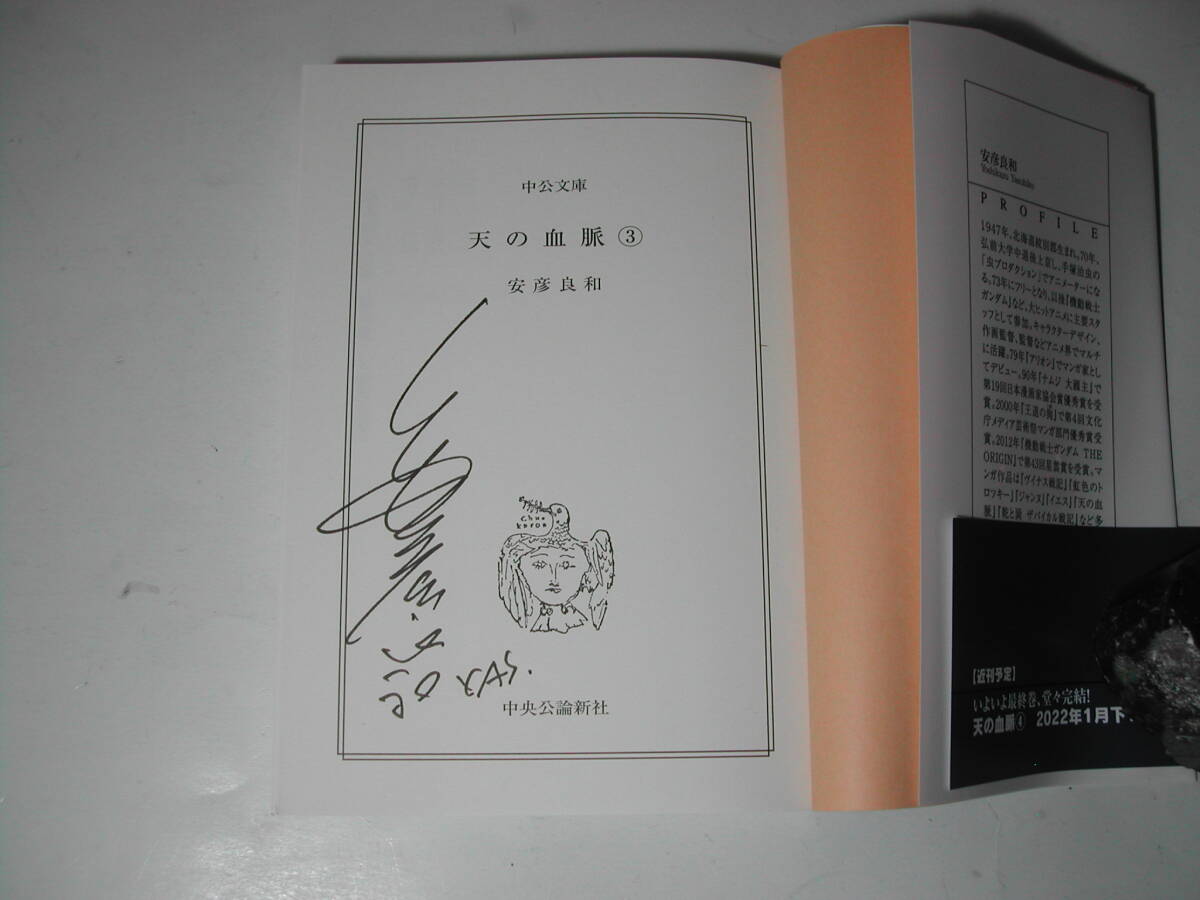 中公文庫
天の血脈③
安彦良和
Chuo
Koron
中央公論新社
安彦良和
Yoshikazu Yasuhiko
PROFILE
1947年、北海道紋別郡生まれ。70年、
弘前大学中退後上京し、手塚治虫の
「虫プロダクション」でアニメーターにな
る。73年にフリーとなり、以後『機動戦士
ガンダム』など、大ヒットアニメに主要スタ
ッフとして参加。キャラクターデザイン、
作画監督、監督などアニメ界でマルチ
に活躍。79年『アリオン』でマンガ家とし
てデビュー。90年『ナムジ 大國主』で
第19回日本漫画家協会賞優秀賞を受
賞。2000年『王道の狗』で第4回文化
庁メディア芸術祭マンガ部門優秀賞受
賞。2012年『機動戦士ガンダム THE
ORIGIN』で第43回星雲賞を受賞。マ
ンガ作品は『ヴイナス戦記』『虹色のト
ロツキー』『ジャンヌ』『イエス』『天の血
脈』『乾と巽 ザバイカル戦記』など多
【近刊予定】
いよいよ最終巻、堂々完結!
天の血脈④ 2022年1月下